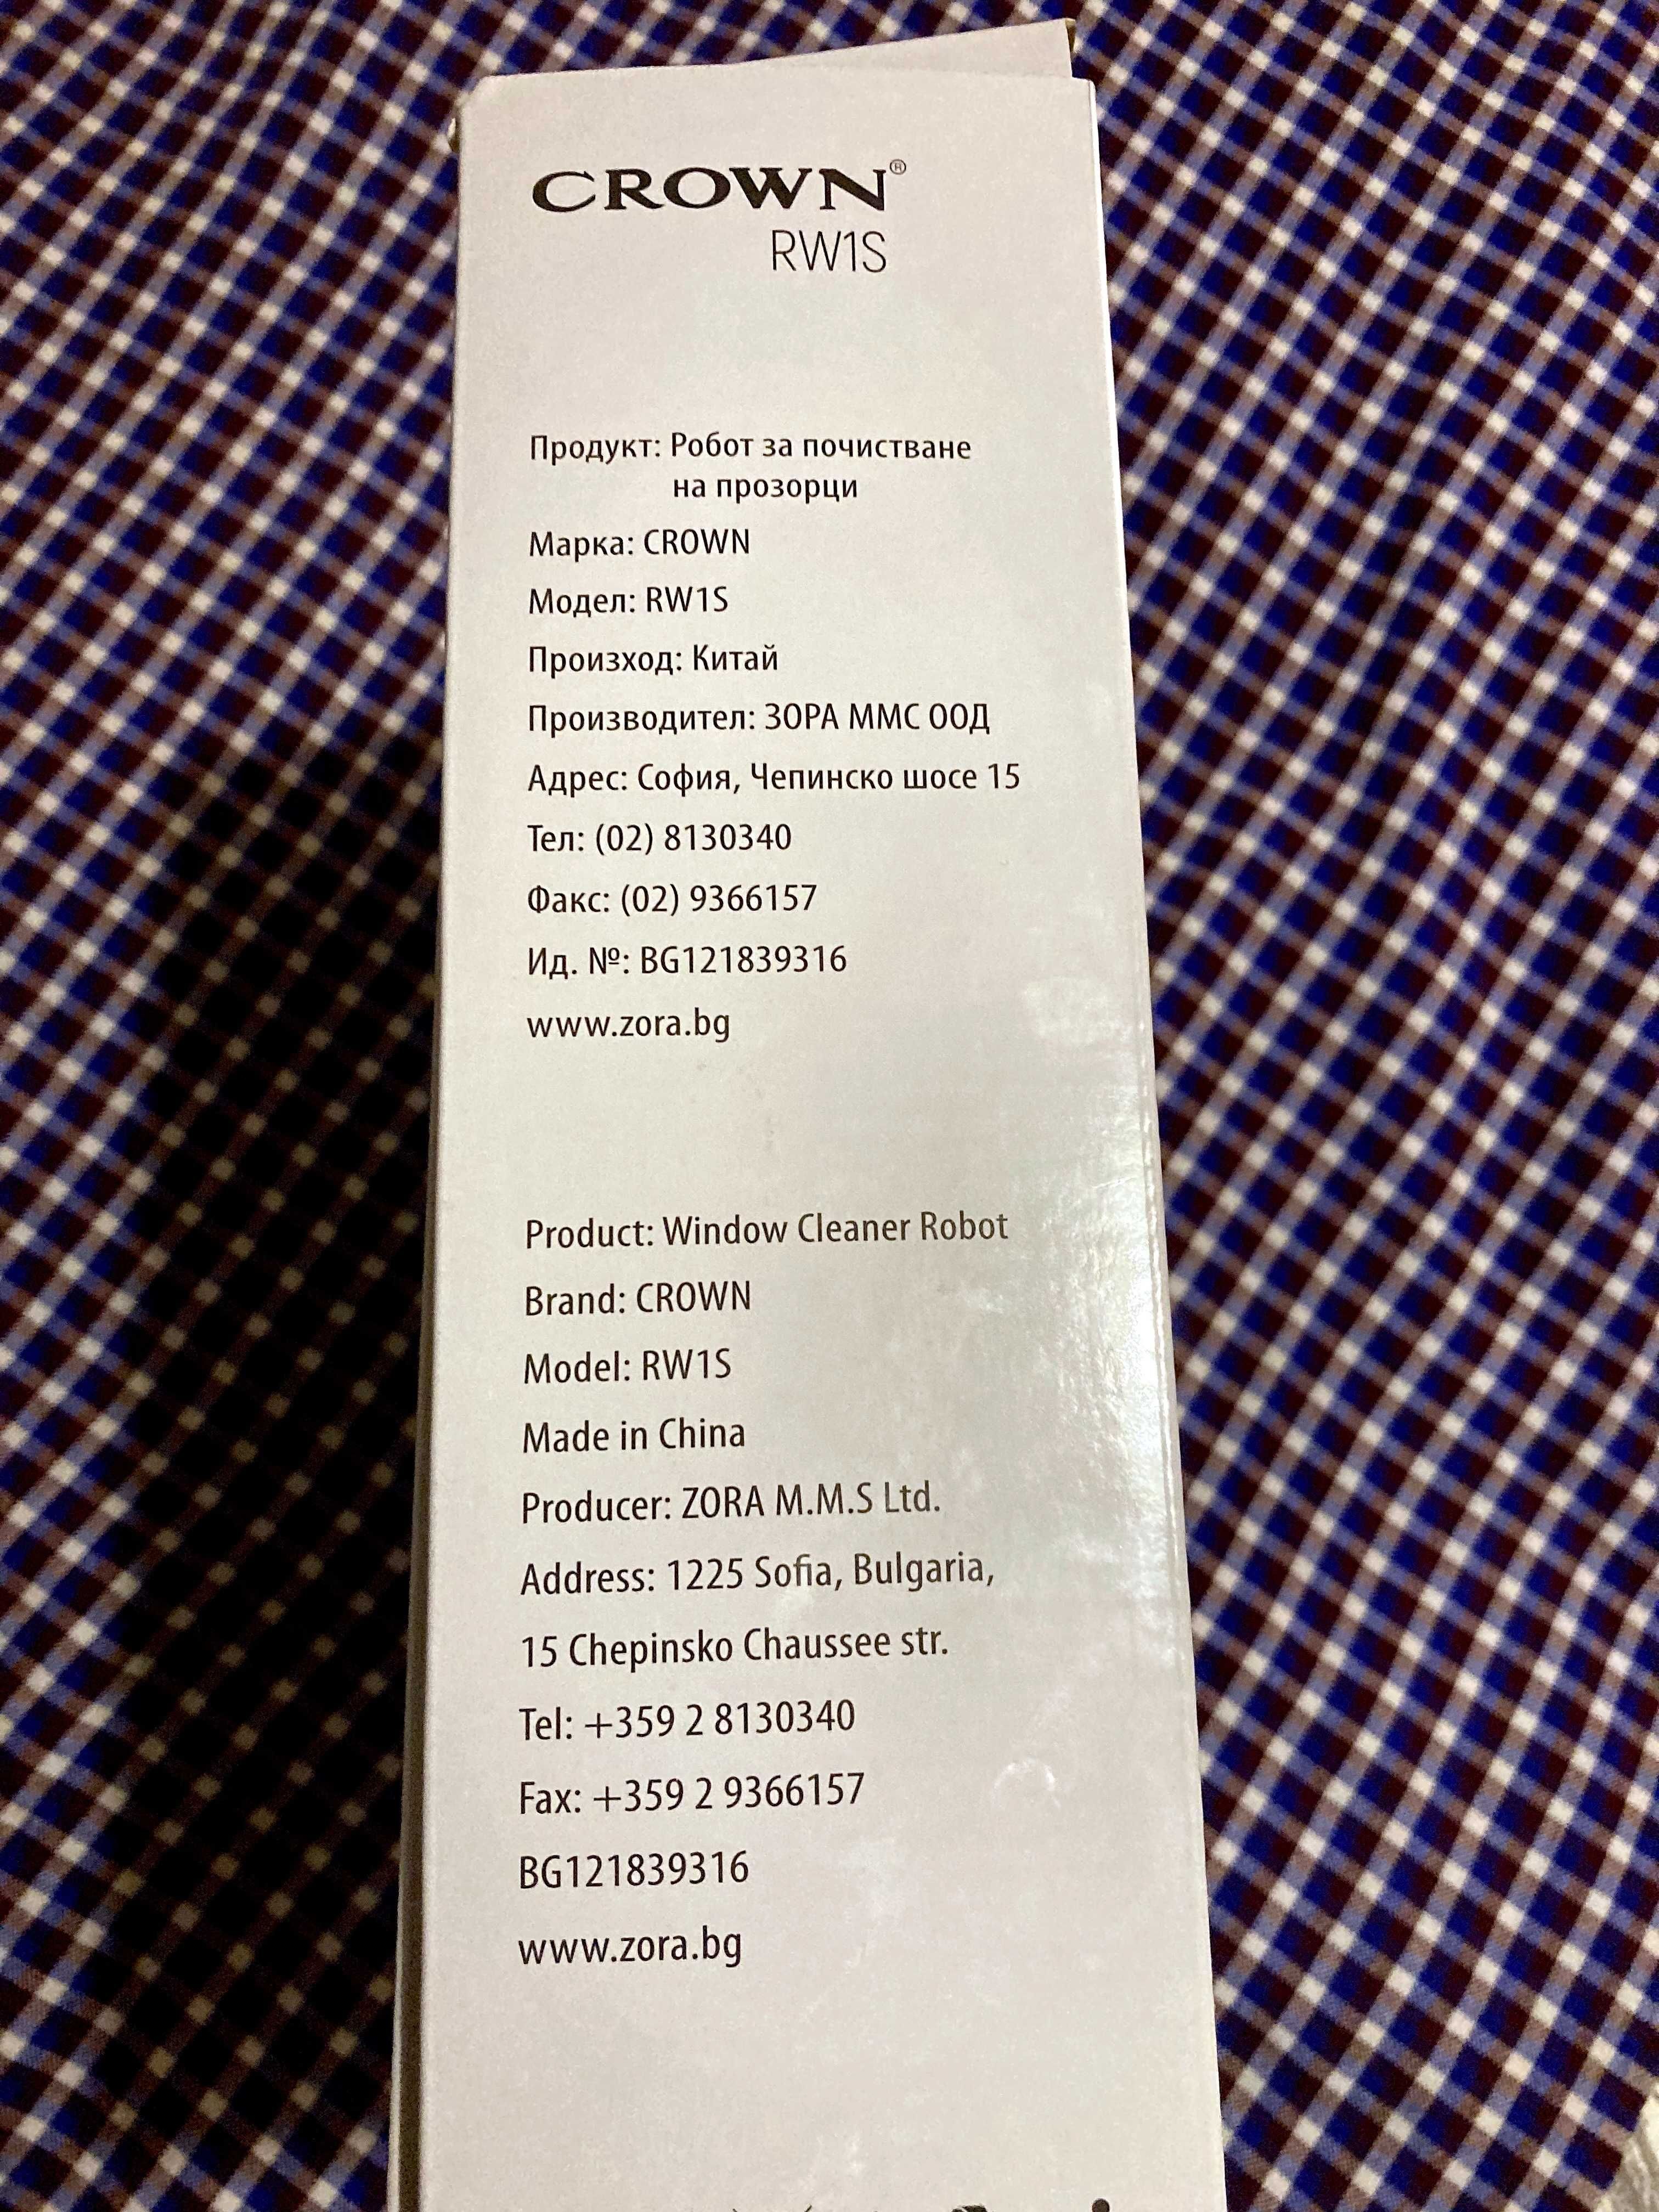 CROWN®
RW1S
Продукт: Робот за почистване
на прозорци
Марка: CROWN
Модел: RW1S
Произход: Китай
Производител: ЗОРА ММС ООД
Адрес: София, Чепинско шосе 15
Тел: (02) 8130340
Факс: (02) 9366157
Ид. №: BG121839316
www.zora.bg
Product: Window Cleaner Robot
Brand: CROWN
Model: RW1S
Made in China
Producer: ZORA M.M.S Ltd.
Address: 1225 Sofia, Bulgaria,
15 Chepinsko Chaussee str.
Tel: +359 2 8130340
Fax: +359 2 9366157
BG121839316
www.zora.bg